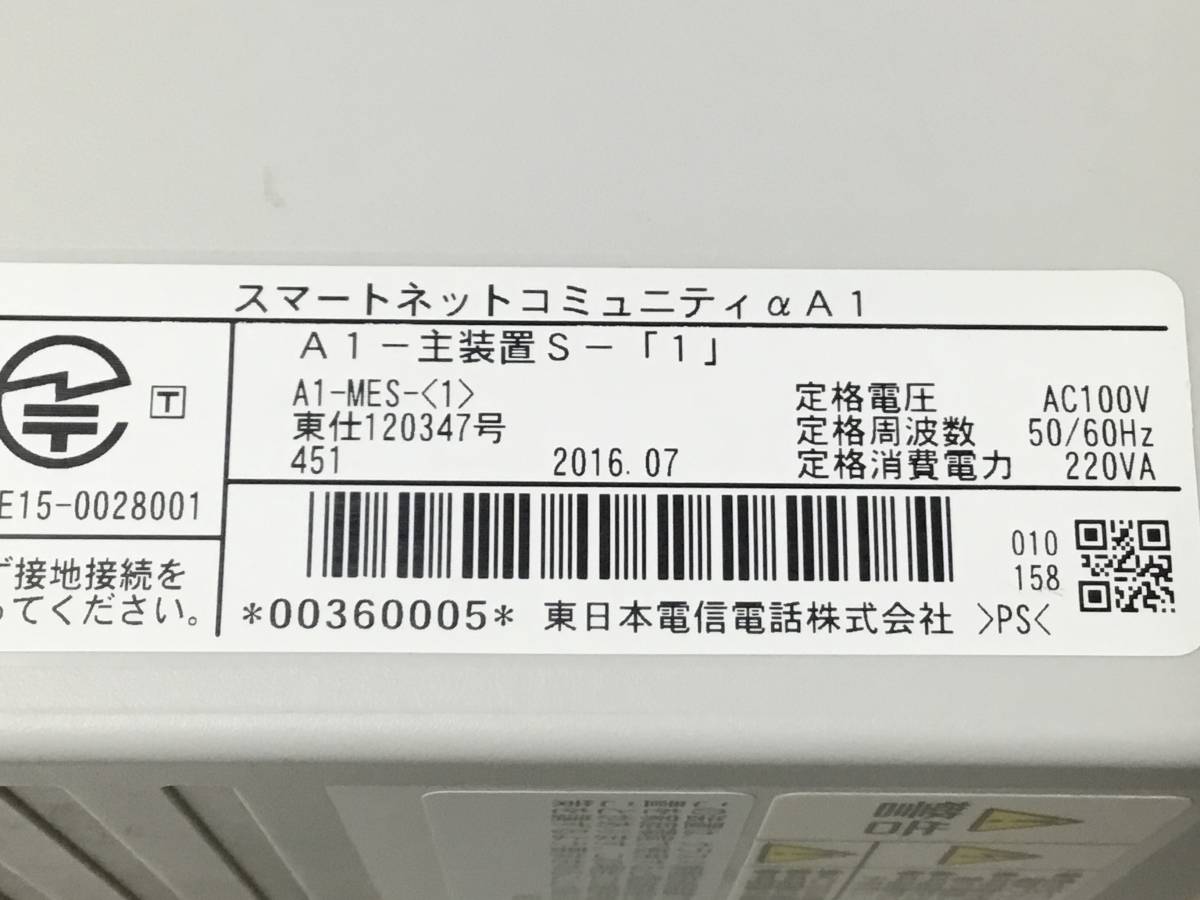 スマートネットコミュニティαA1
A1－主装置S－「1」
A1-MES-<1>
東仕120347号
451
2016.07
定格電圧 AC100V
定格周波数 50/60Hz
定格消費電力 220VA
T
E15-0028001
ず接地接続を
ってください。
*00360005* 東日本電信電話株式会社 >PS<
010
158